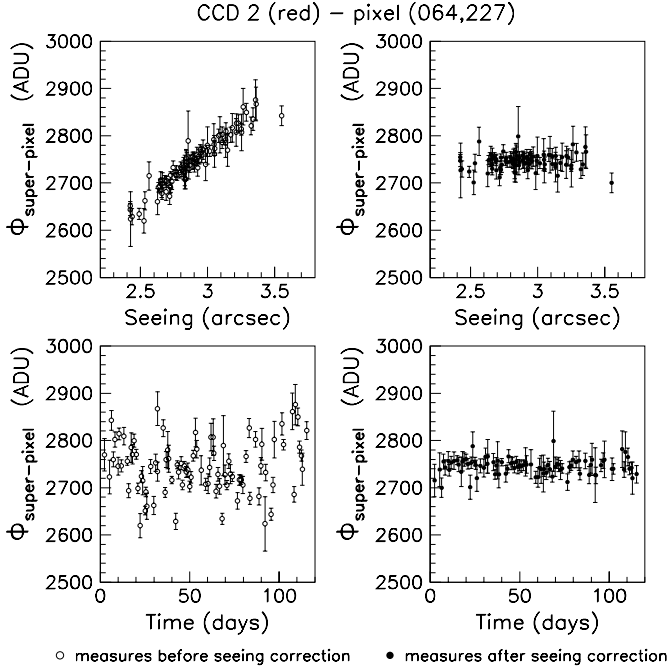 CCD 2 (red) − pixel (064,227)
ϕsuper−pixel (ADU)
3000
2900
2800
2700
2600
2500
2.5 3 3.5
Seeing (arcsec)
ϕsuper−pixel (ADU)
3000
2900
2800
2700
2600
2500
2.5 3 3.5
Seeing (arcsec)
ϕsuper−pixel (ADU)
3000
2900
2800
2700
2600
2500
0 50 100
Time (days)
ϕsuper−pixel (ADU)
3000
2900
2800
2700
2600
2500
0 50 100
Time (days)
measures before seeing correction
measures after seeing correction